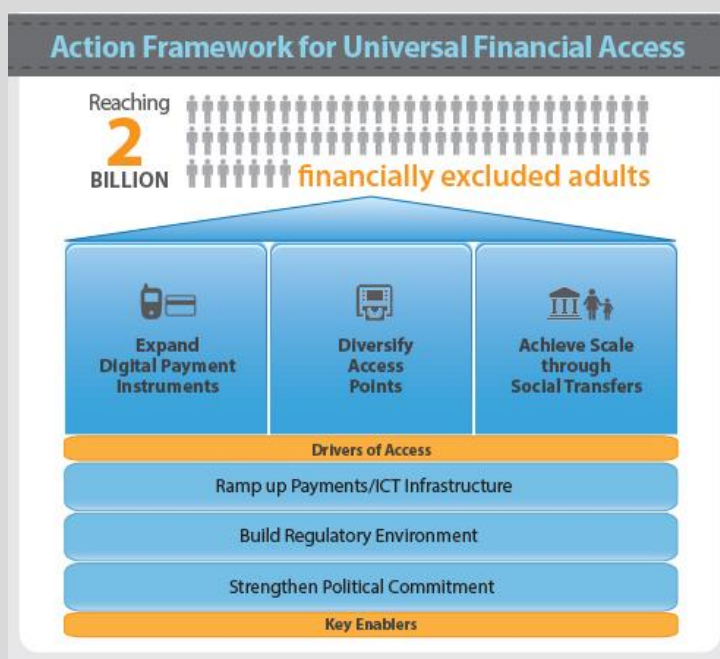 Action Framework for Universal Financial Access
Reaching
2
BILLION
financially excluded adults
Expand
Digital Payment
Instruments
Diversify
Access
Points
Achieve Scale
through
Social Transfers
Drivers of Access
Ramp up Payments/ICT Infrastructure
Build Regulatory Environment
Strengthen Political Commitment
Key Enablers